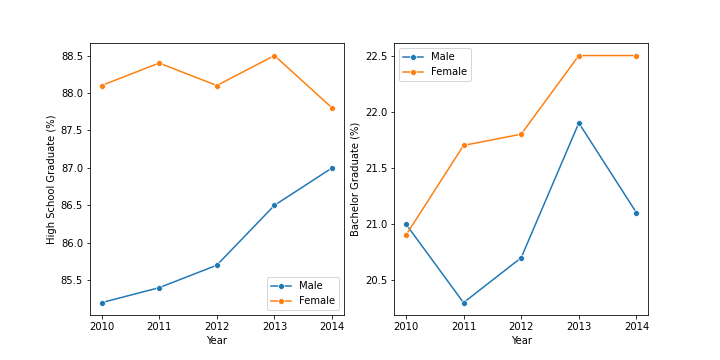 High School Graduate (%)
88.5
88.0
87.5
87.0
86.5
86.0
85.5
2010 2011 2012 2013 2014
Year
Male
Female
Bachelor Graduate (%)
22.5
22.0
21.5
21.0
20.5
2010 2011 2012 2013 2014
Year
Male
Female